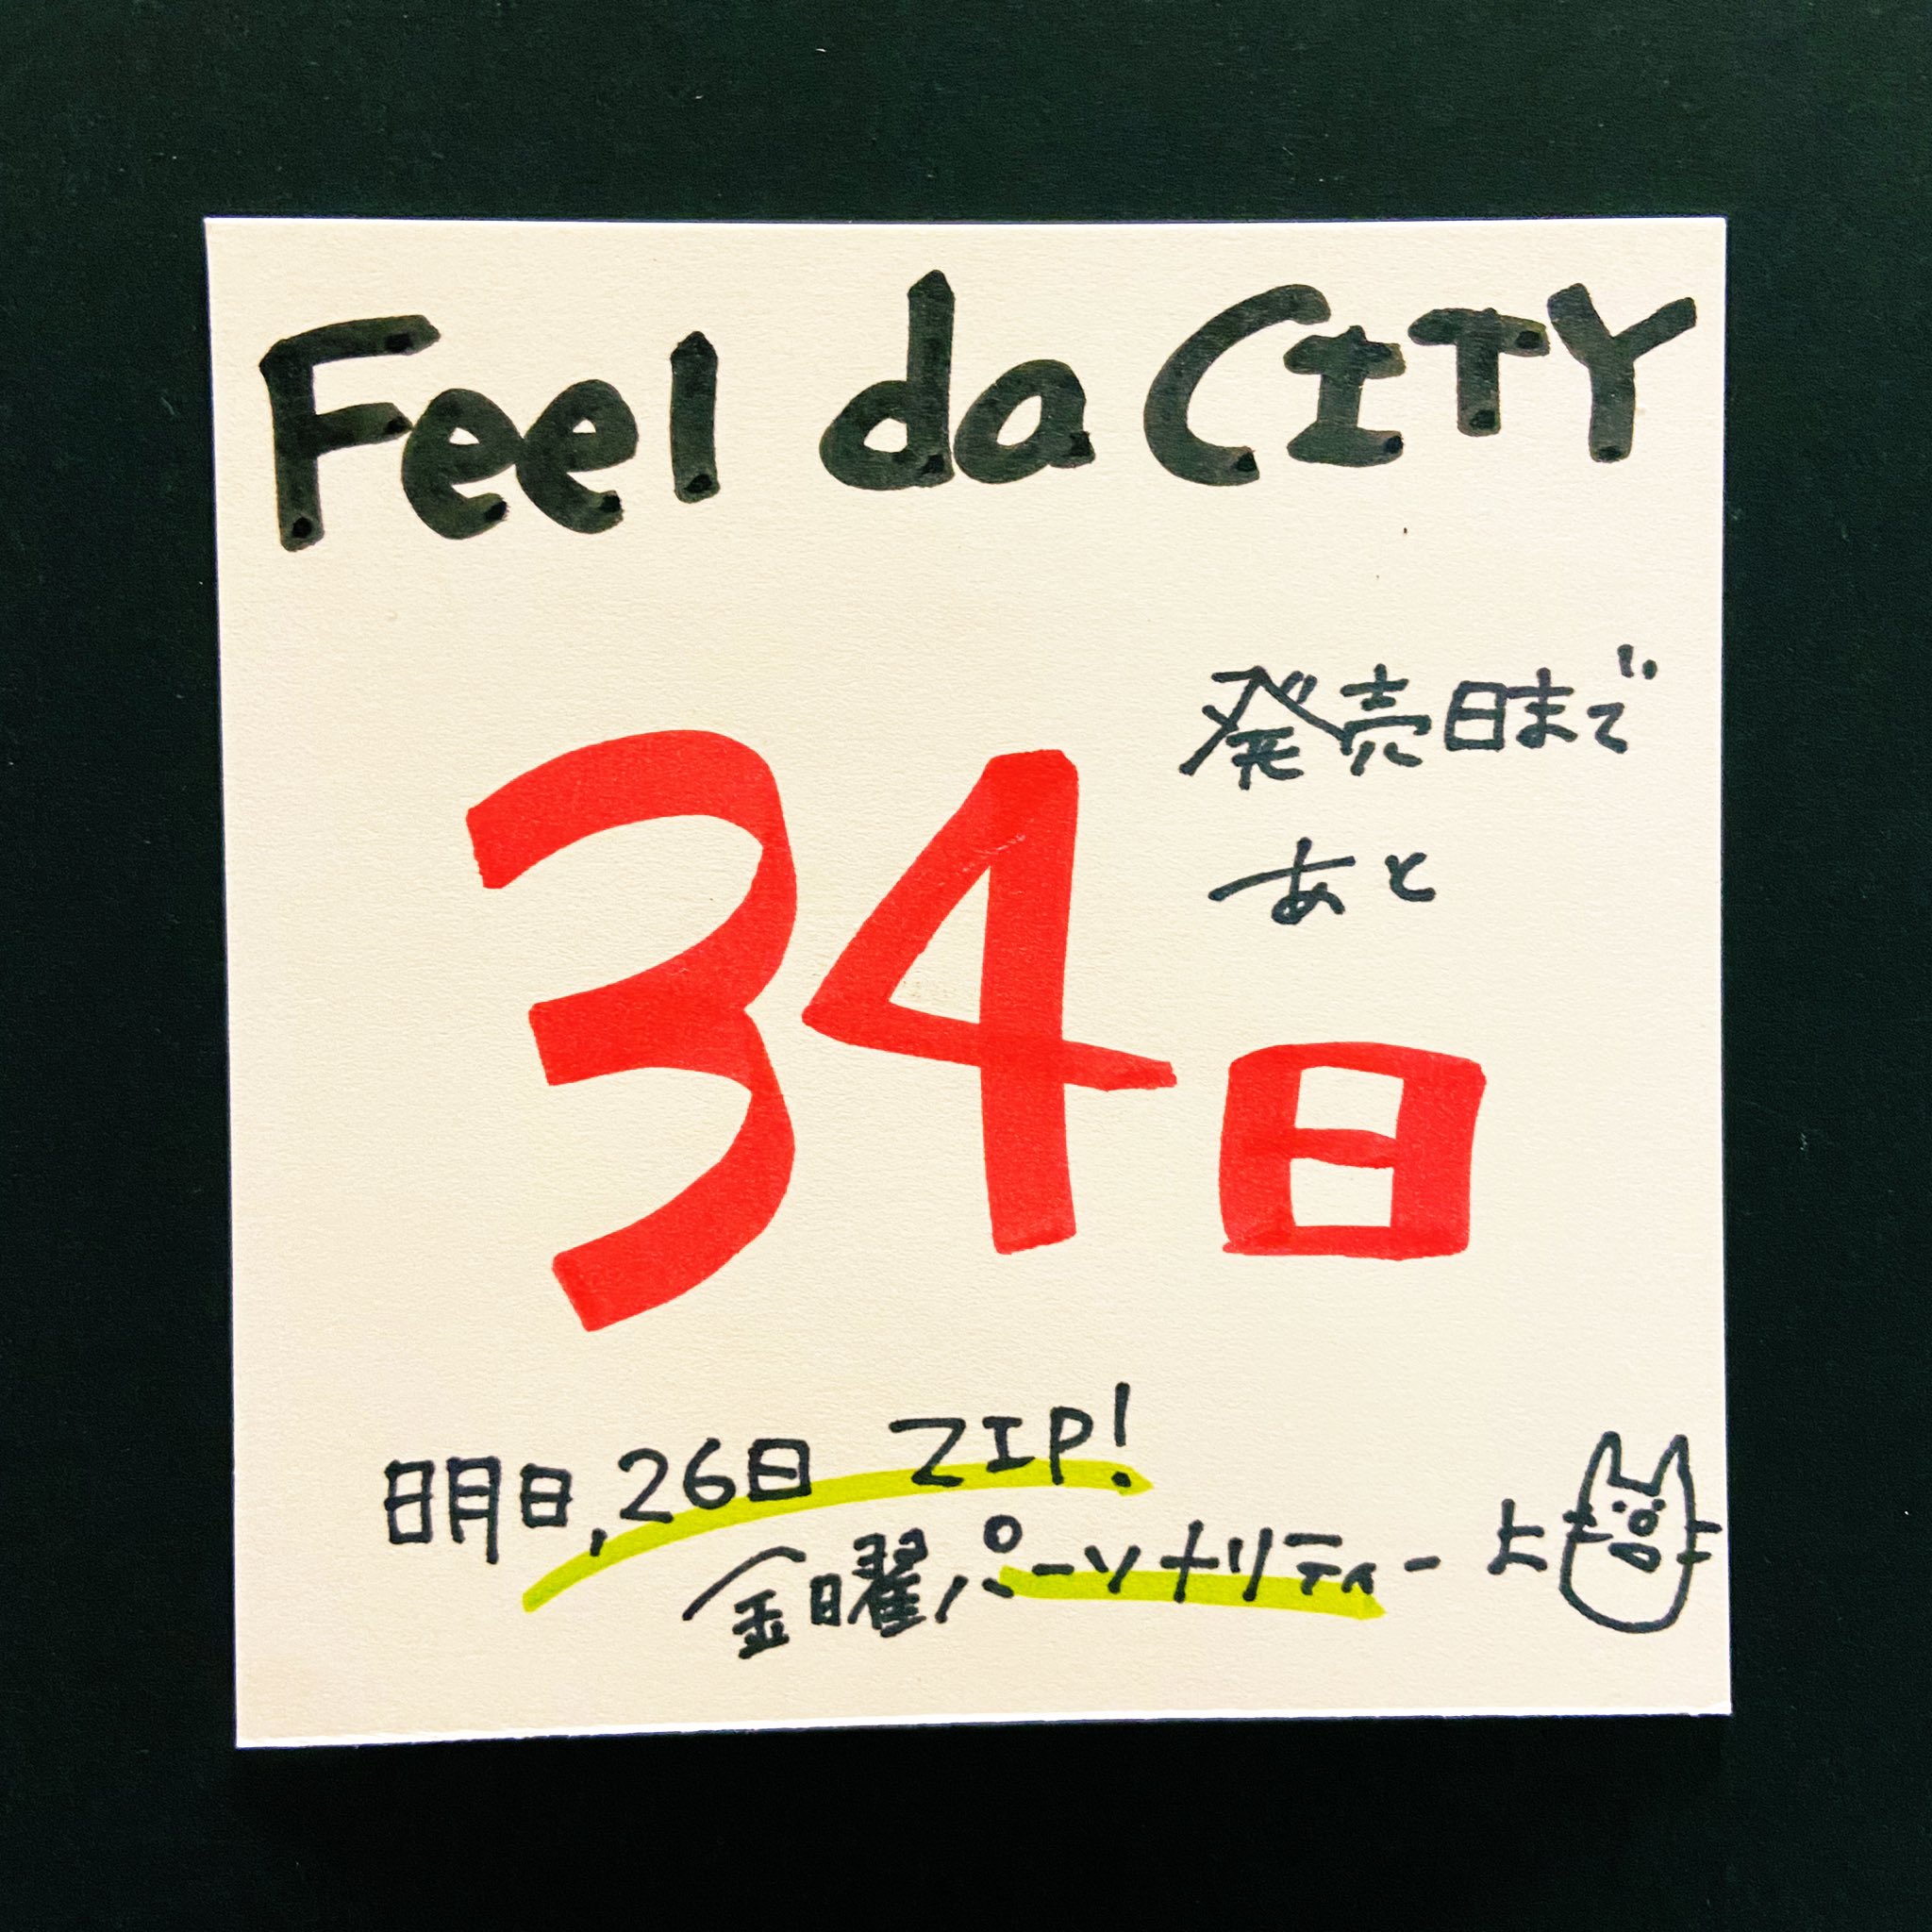 Feel da CITY
発売日まで
あと
34日
明日,26日 ZIP!
金曜パーソナリティー よ